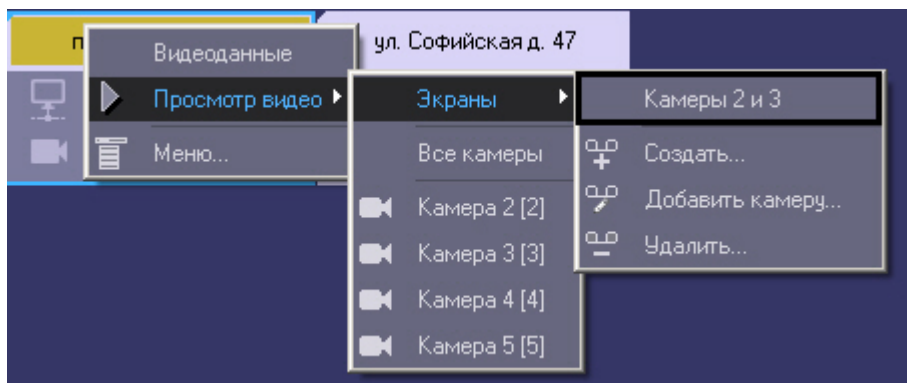 п
ул. Софийская д. 47
Видеоданные
Просмотр видео
Меню...
Экраны
Все камеры
Камера 2 [2]
Камера 3 [3]
Камера 4 [4]
Камера 5 [5]
Камеры 2 и 3
Создать...
Добавить камеру...
Удалить...